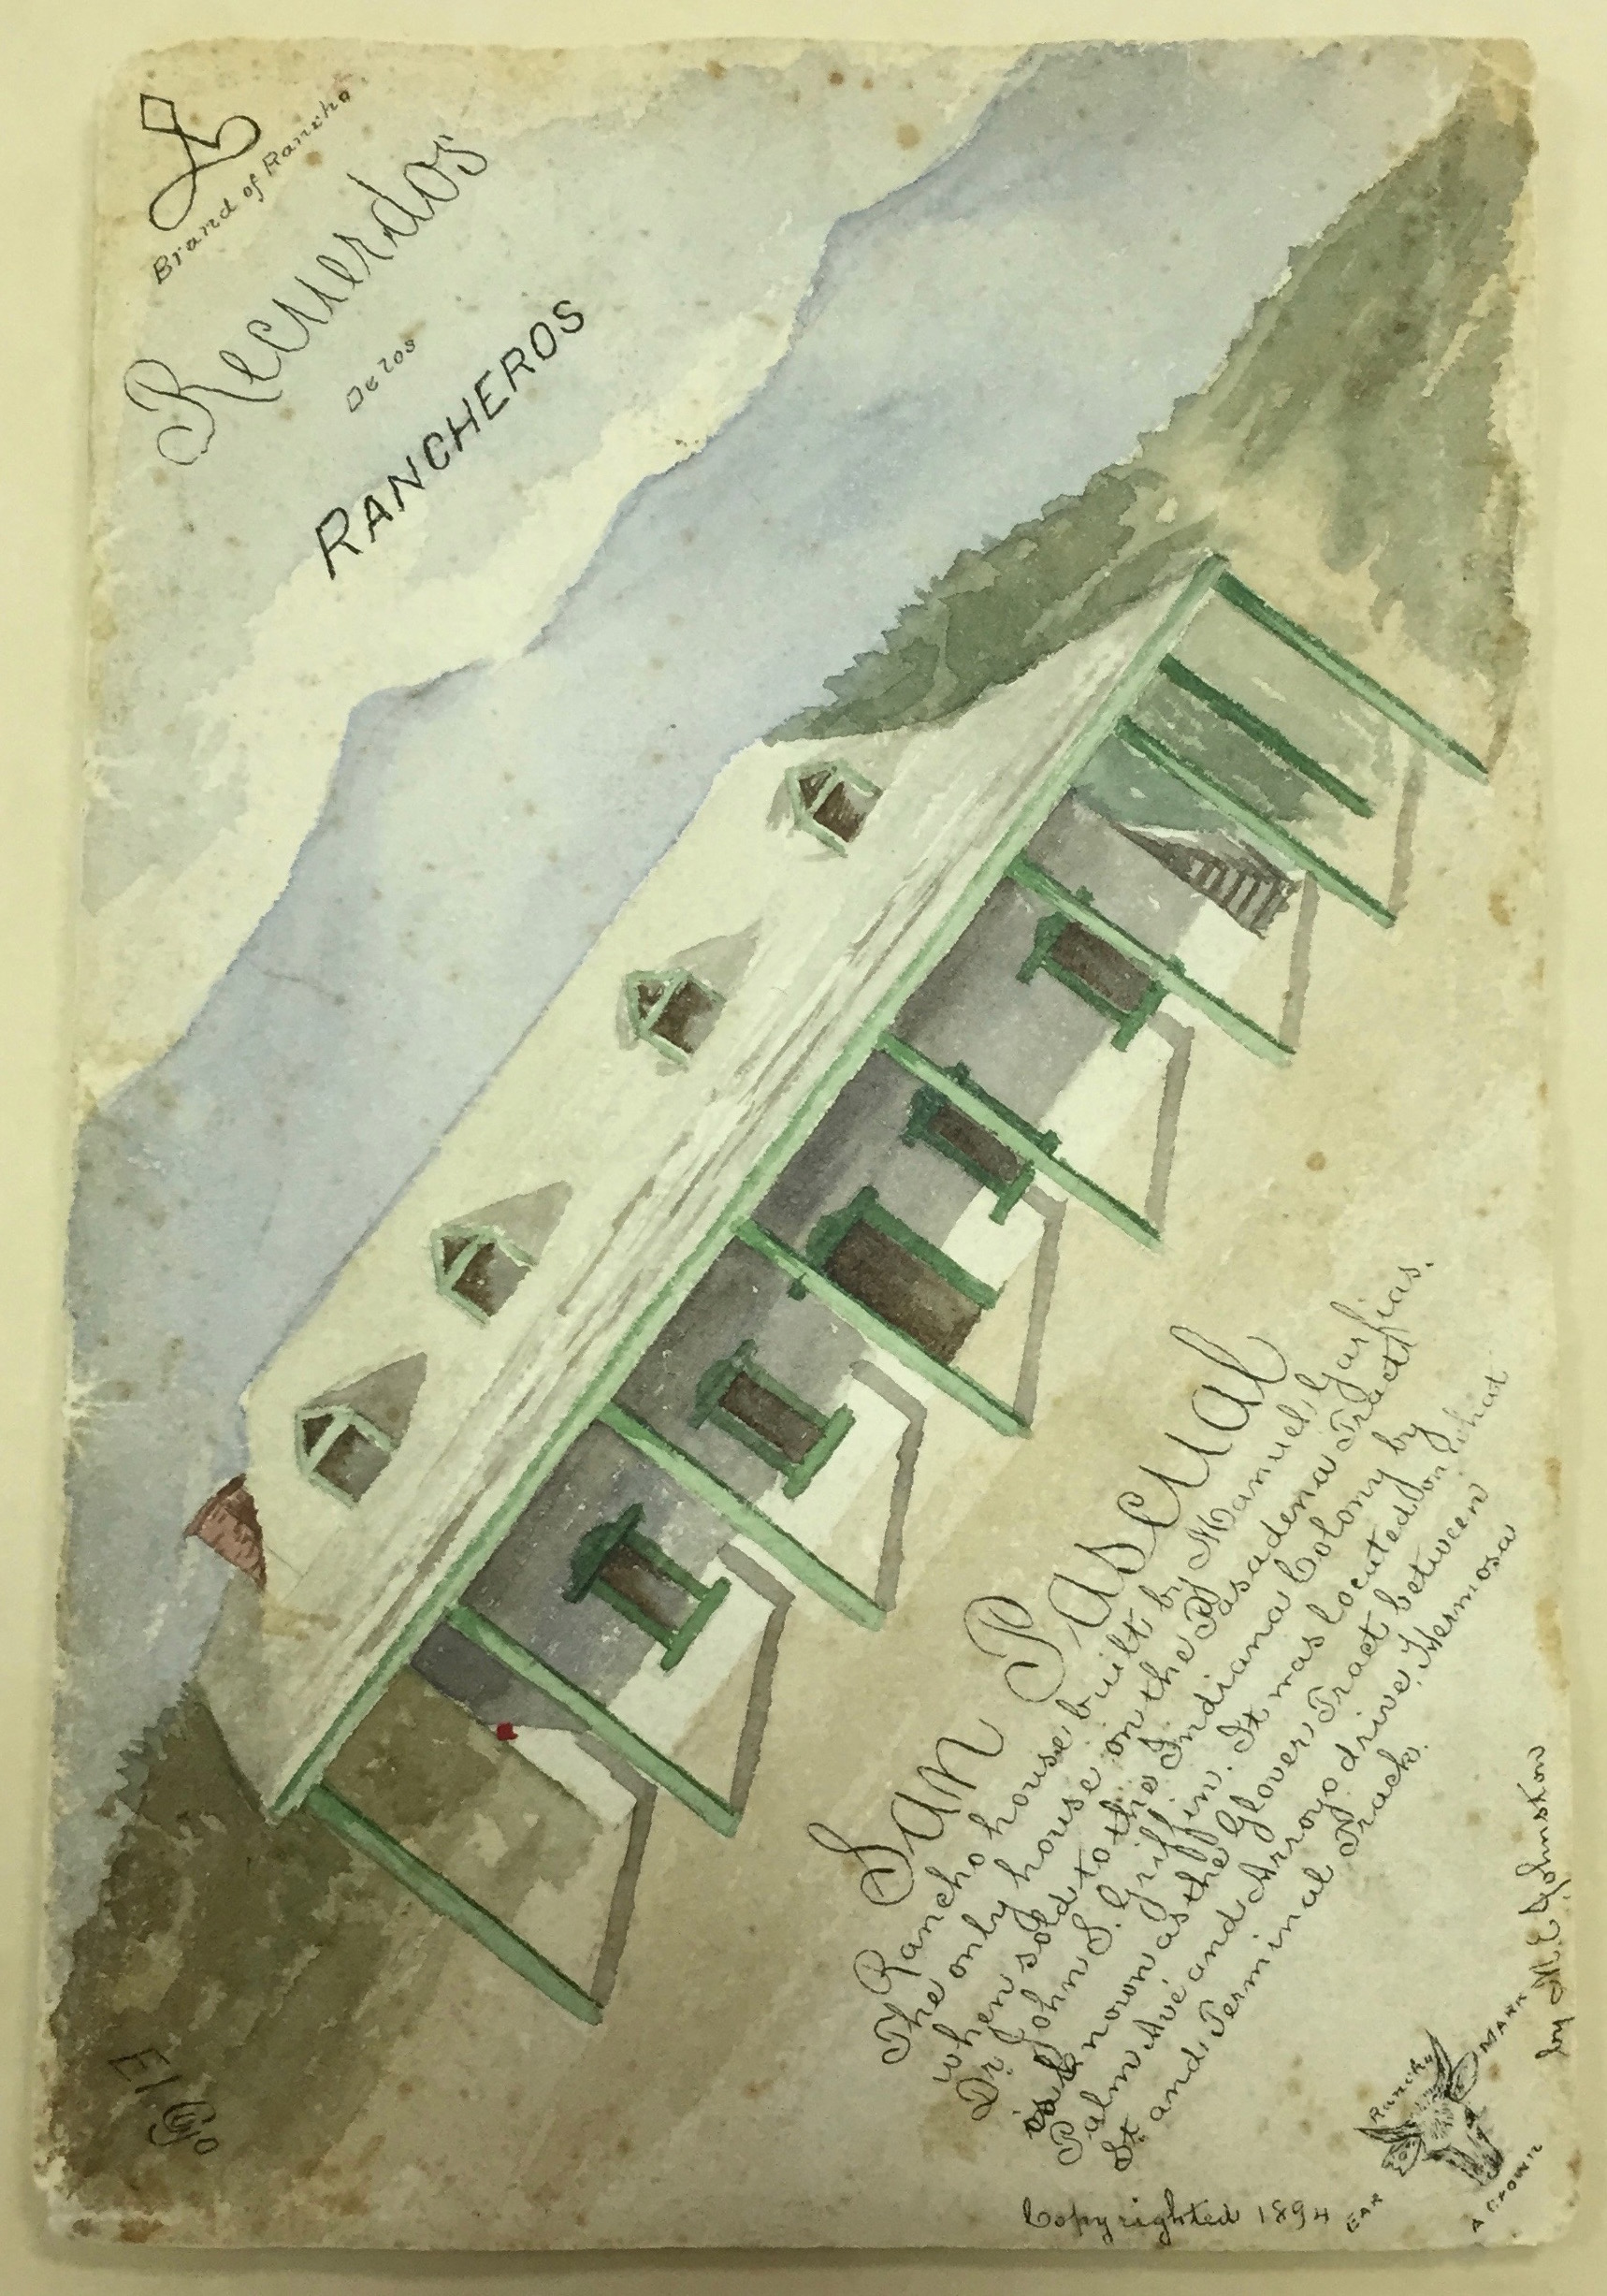 Brand of Rancho
Recuerdos
De los
RANCHEROS
San Pascual
Rancho house built by Manuel Garfias.
The only house on the Pasadena Tract
when sold to the Indiana Colony by
Dr John S. Griffin. It was located on what
is known as the Glover Tract between
Palm Ave and Arroyo drive, Hermosa
St and Terminal Track.
Copyrighted 1894
Rancho
EAR MARK
A GROWN
by M. E. Johnston